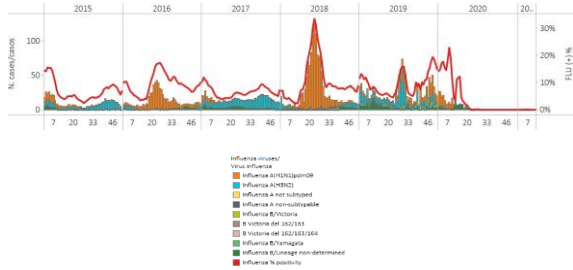 2015 2016 2017 2018 2019 2020 20..
N. cases/casos
100
50
0
FLU (+) %
30%
20%
10%
0%
7 20 33 46 7 20 33 46 7 20 33 46 7 20 33 46 7 20 33 46 7 20 33 46 7
Influenza viruses/
Virus influenza
Influenza A(H1N1)pdm09
Influenza A(H3N2)
Influenza A not subtyped
Influenza A non-subtypable
Influenza B/Victoria
B Victoria del 162/163
B Victoria del 162/163/164
Influenza B/Yamagata
Influenza B/Lineage non-determined
Influenza % positivity